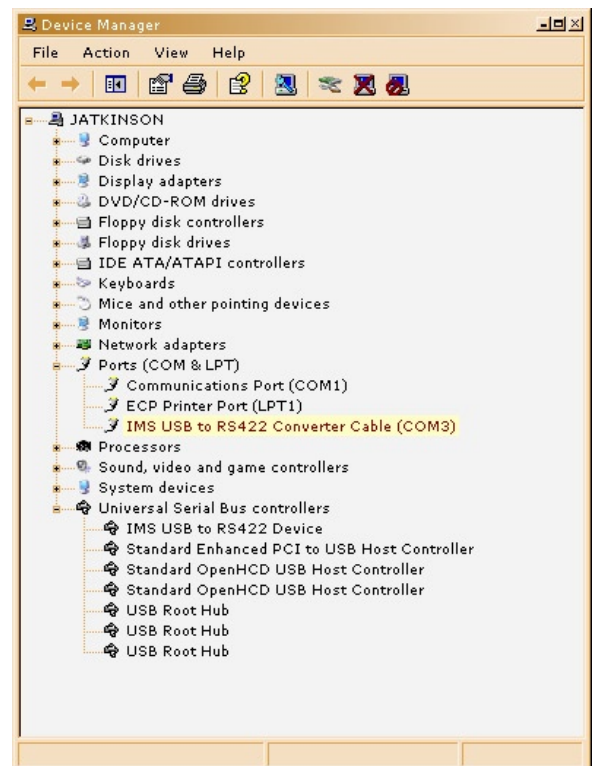 Device Manager
File Action View Help
JATKINSON
Computer
Disk drives
Display adapters
DVD/CD-ROM drives
Floppy disk controllers
Floppy disk drives
IDE ATA/ATAPI controllers
Keyboards
Mice and other pointing devices
Monitors
Network adapters
Ports (COM & LPT)
Communications Port (COM1)
ECP Printer Port (LPT1)
IMS USB to RS422 Converter Cable (COM3)
Processors
Sound, video and game controllers
System devices
Universal Serial Bus controllers
IMS USB to RS422 Device
Standard Enhanced PCI to USB Host Controller
Standard OpenHCD USB Host Controller
Standard OpenHCD USB Host Controller
USB Root Hub
USB Root Hub
USB Root Hub